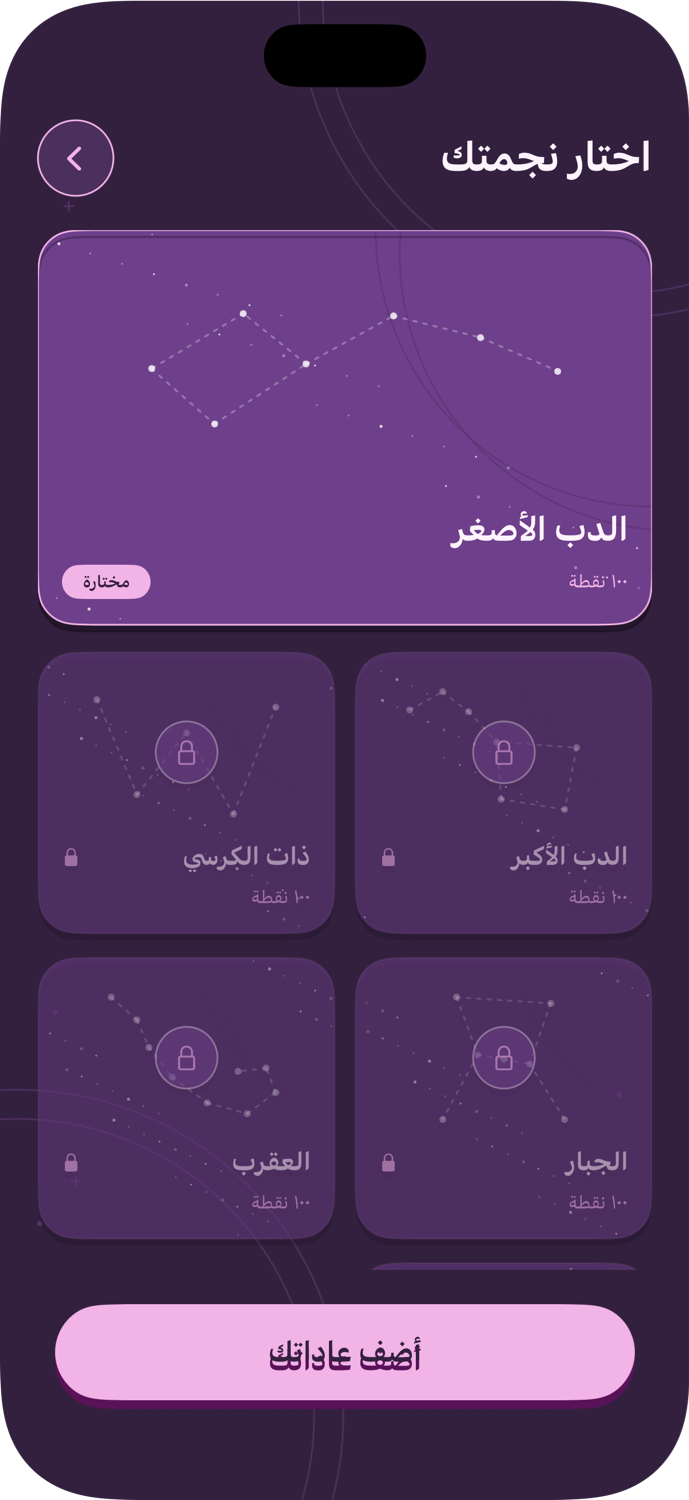 اختار نجمتك
الدب الأصغر
١٠٠ نقطة
مختارة
الدب الأكبر
١٠٠ نقطة
ذات الكرسي
١٠٠ نقطة
الجبار
١٠٠ نقطة
العقرب
١٠٠ نقطة
أضف عاداتك